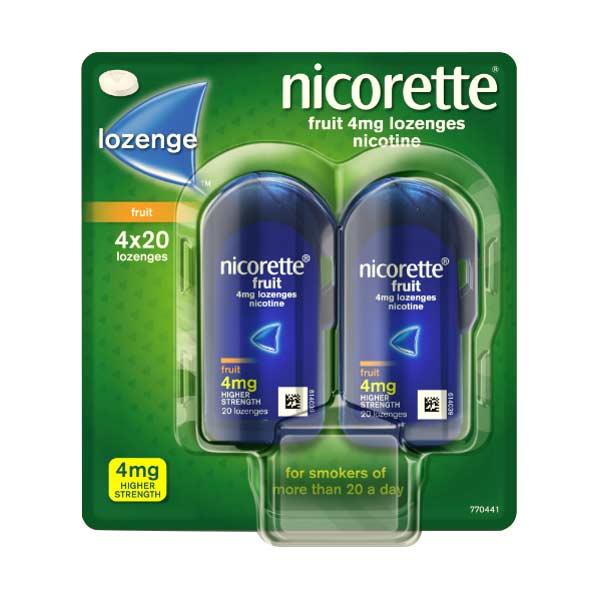 nicorette®
fruit 4mg lozenges
nicotine
lozenge
™
fruit
4x20
lozenges
nicorette®
fruit
4mg lozenges
nicotine
fruit
4mg
HIGHER
STRENGTH
20 lozenges
nicorette®
fruit
4mg lozenges
nicotine
fruit
4mg
HIGHER
STRENGTH
20 lozenges
614039
4mg
HIGHER
STRENGTH
for smokers of
more than 20 a day
770441